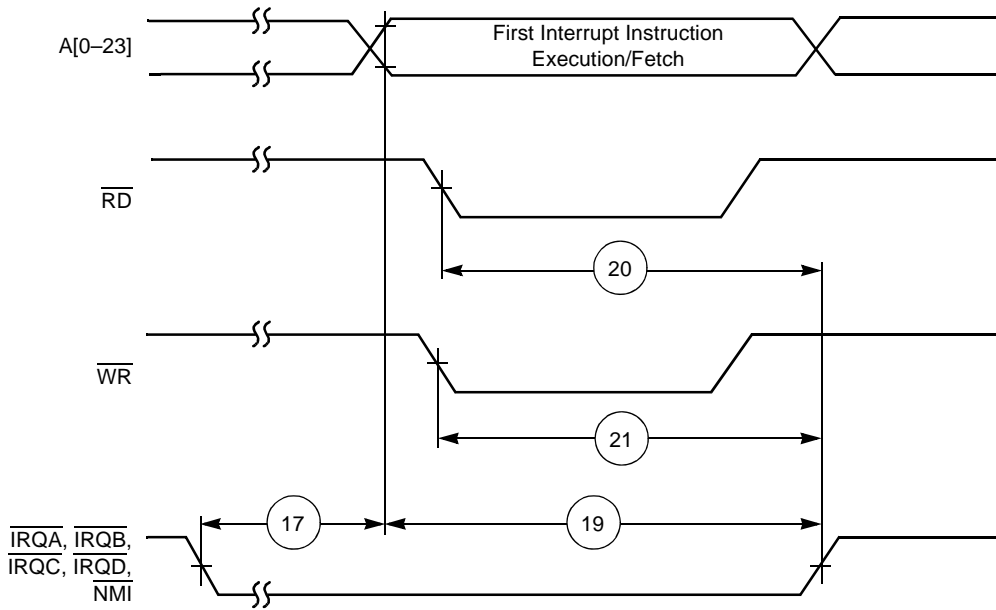 A[0–23]
First Interrupt Instruction
Execution/Fetch
RD
20
WR
21
17
19
IRQA, IRQB,
IRQC, IRQD,
NMI